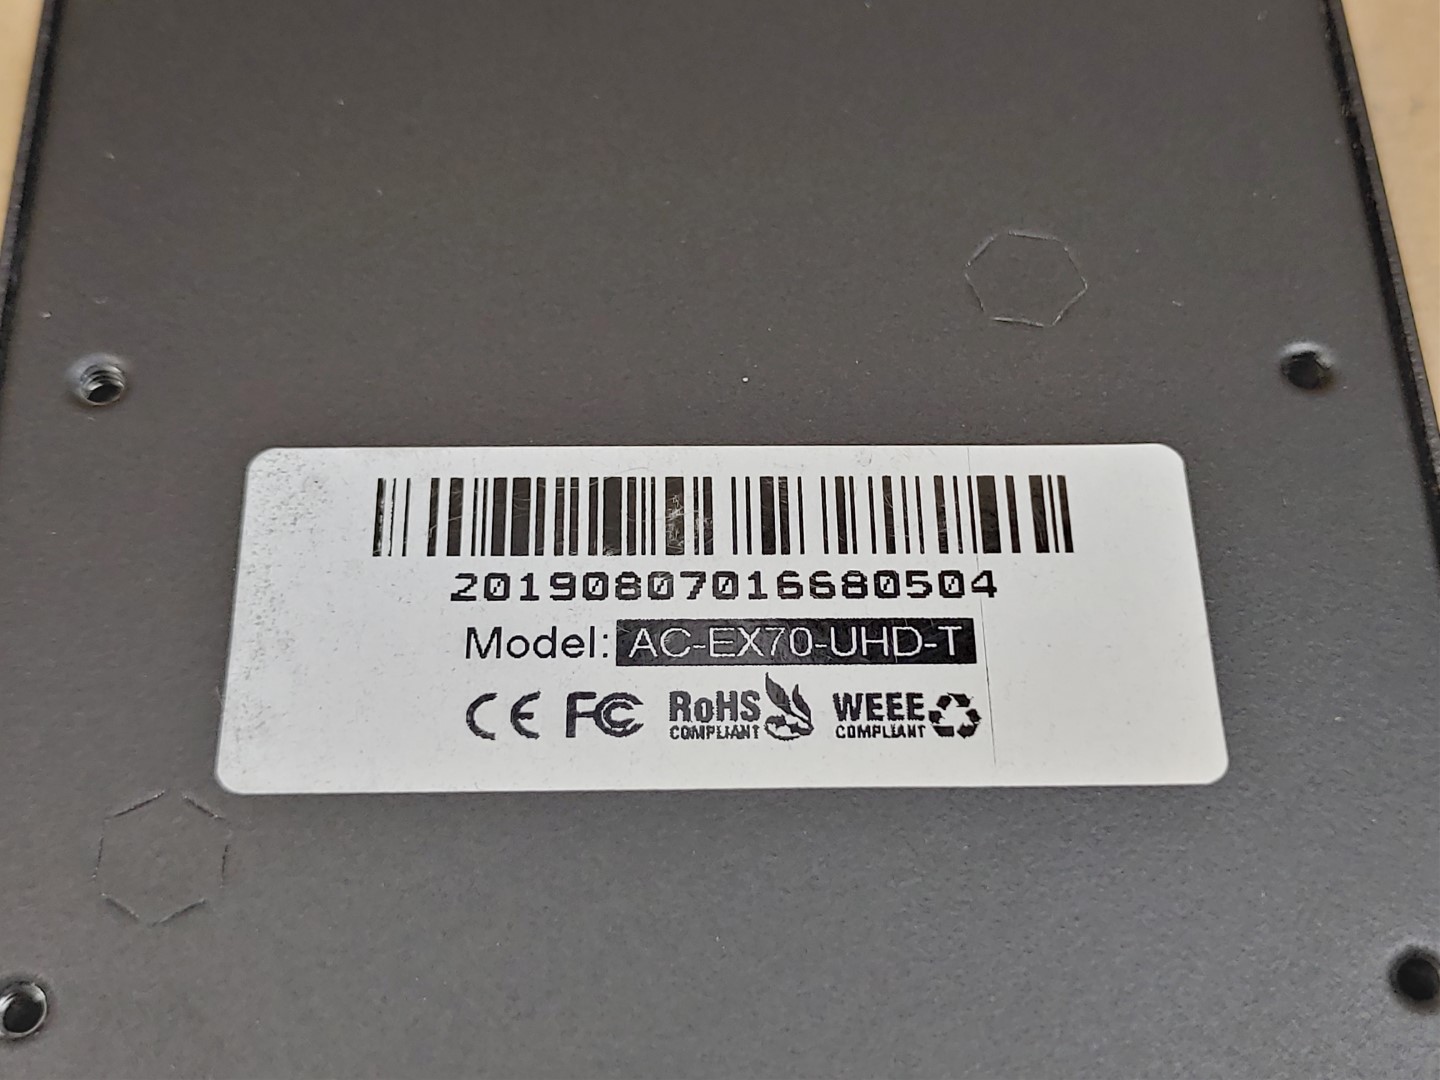 20190807016680504
Model: AC-EX70-UHD-T
CE FC RoHS COMPLIANT WEEE COMPLIANT